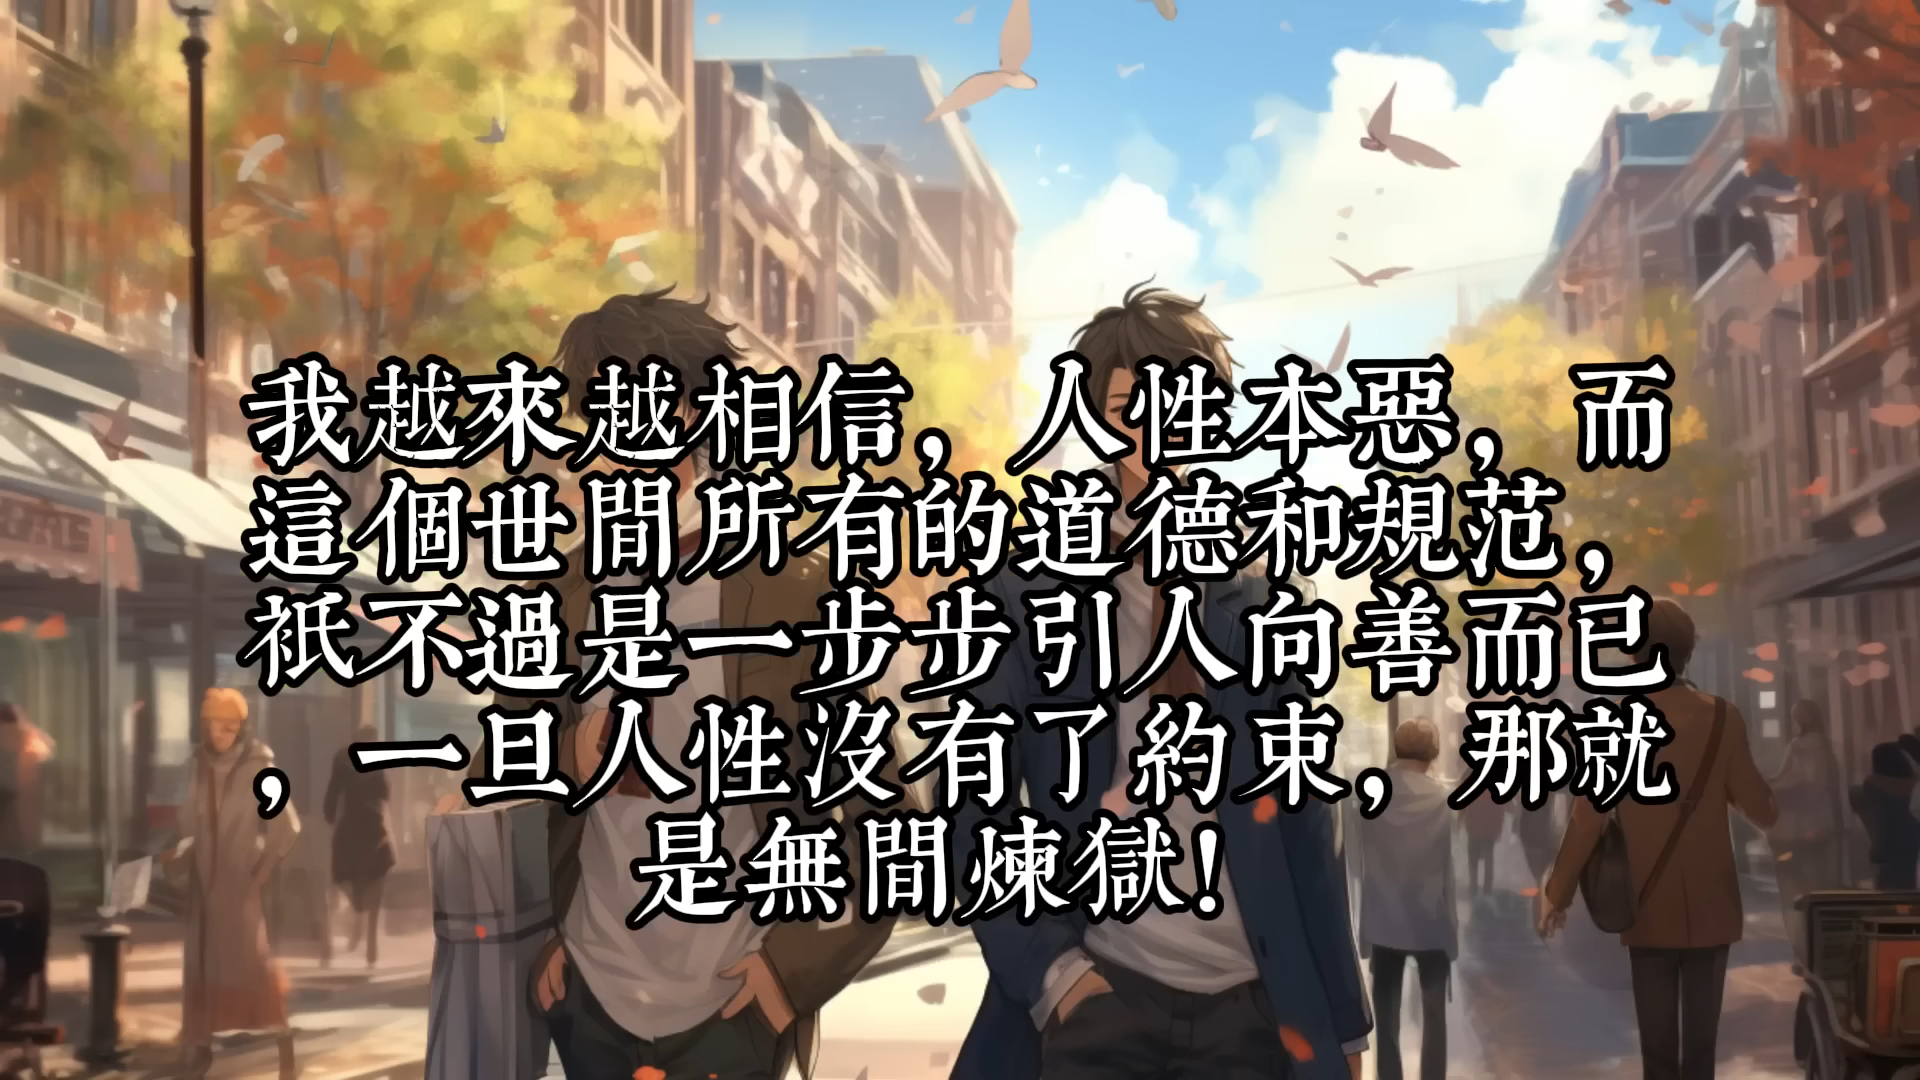 我越來越相信，人性本惡，而
這個世間所有的道德和規范，
衹不過是一步步引人向善而已
，一旦人性沒有了約束，那就
是無間煉獄！